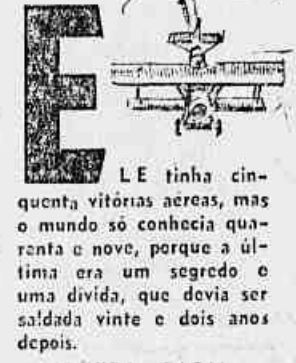 ELE tinha cin-
quenta vitórias aéreas, mas
o mundo só conhecia qua-
renta e nove, porque a úl-
tima era um segredo e
uma dívida, que devia ser
saldada vinte e dois anos
depois.